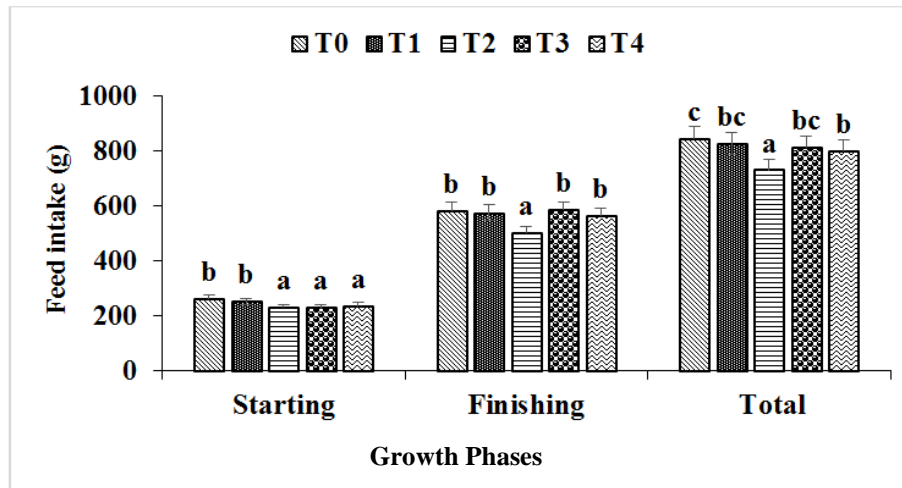 T0 T1 T2 T3 T4
Feed intake (g)
1000
800
600
400
200
0
b b a a a
b b a b b
c bc a bc b
Starting Finishing Total
Growth Phases